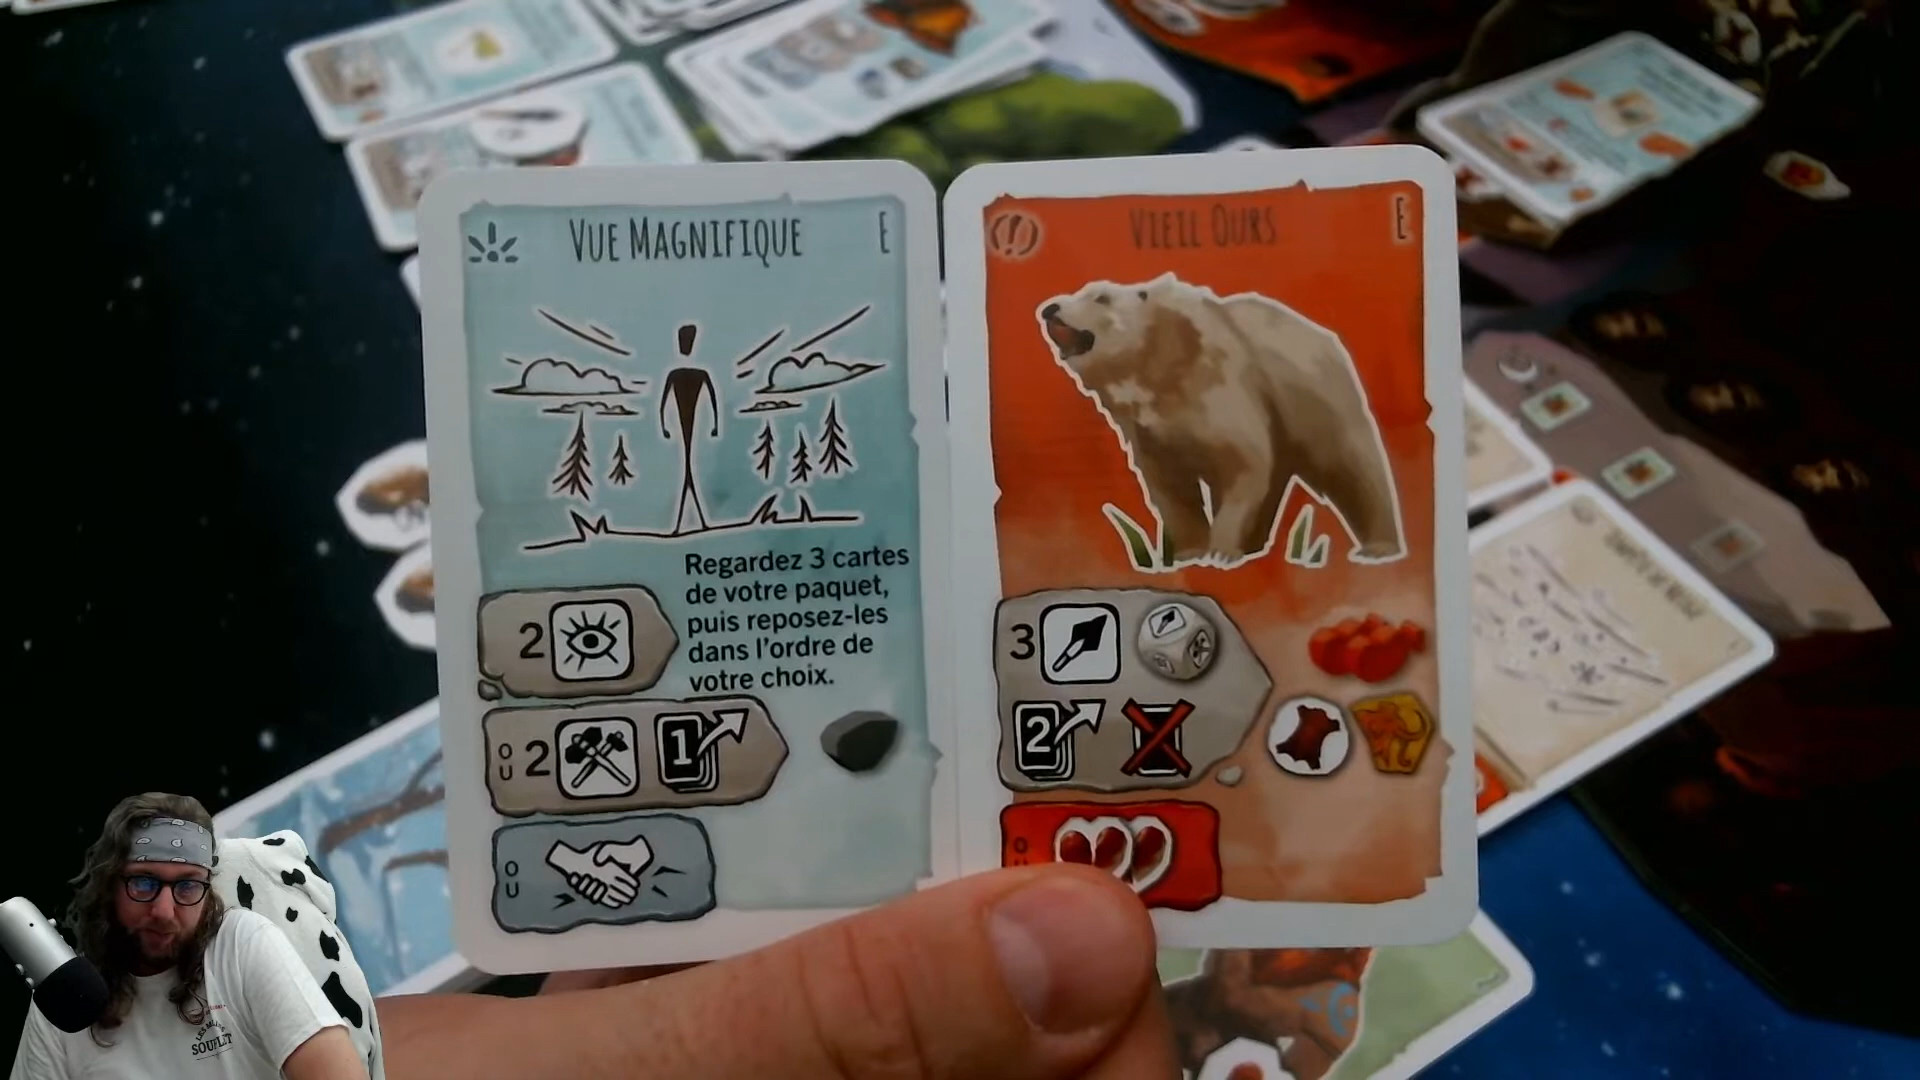 VUE MAGNIFIQUE E
Regardez 3 cartes
de votre paquet,
puis reposez-les
dans l'ordre de
votre choix.
2
OU 2 1
OU
VIEIL OURS E
3
2
OU